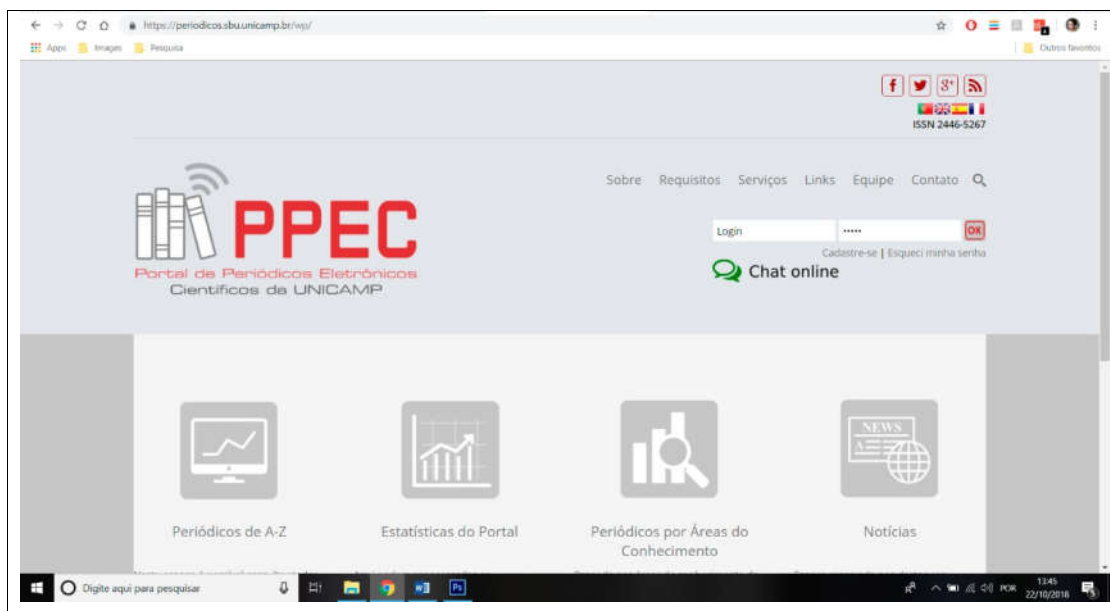 https://periodicos.sbu.unicamp.br/wp/
Apps Images Pesquisa Outros favoritos
ISSN 2446-5267
Sobre Requisitos Serviços Links Equipe Contato
PPEC
Portal de Periódicos Eletrônicos
Científicos da UNICAMP
Login ••••• OK
Cadastre-se | Esqueci minha senha
Chat online
NEWS
Periódicos de A-Z
Estatísticas do Portal
Periódicos por Áreas do
Conhecimento
Notícias
Digite aqui para pesquisar
POR
13:45
22/10/2018